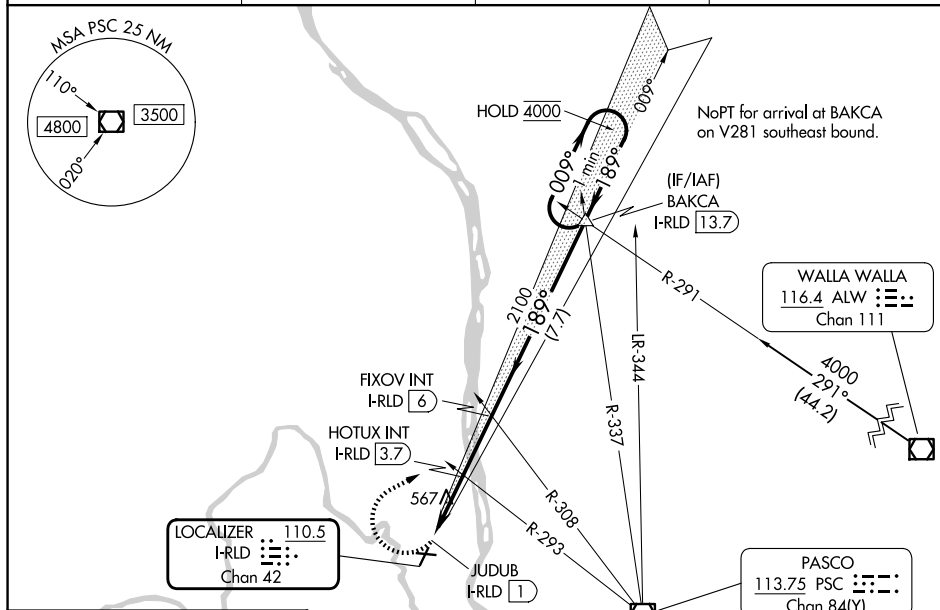 MSA PSC 25 NM
110°
4800
3500
020°
HOLD 4000
009°
NoPT for arrival at BAKCA
on V281 southeast bound.
009°
1 min
189°
(IF/IAF)
BAKCA
I-RLD 13.7
R-291
WALLA WALLA
116.4 ALW
Chan 111
2100
189°
(7.7)
LR-344
4000
291°
(44.2)
R-337
FIXOV INT
I-RLD 6
HOTUX INT
I-RLD 3.7
567
R-308
R-293
LOCALIZER 110.5
I-RLD
Chan 42
JUDUB
I-RLD 1
PASCO
113.75 PSC
Chan 84(Y)